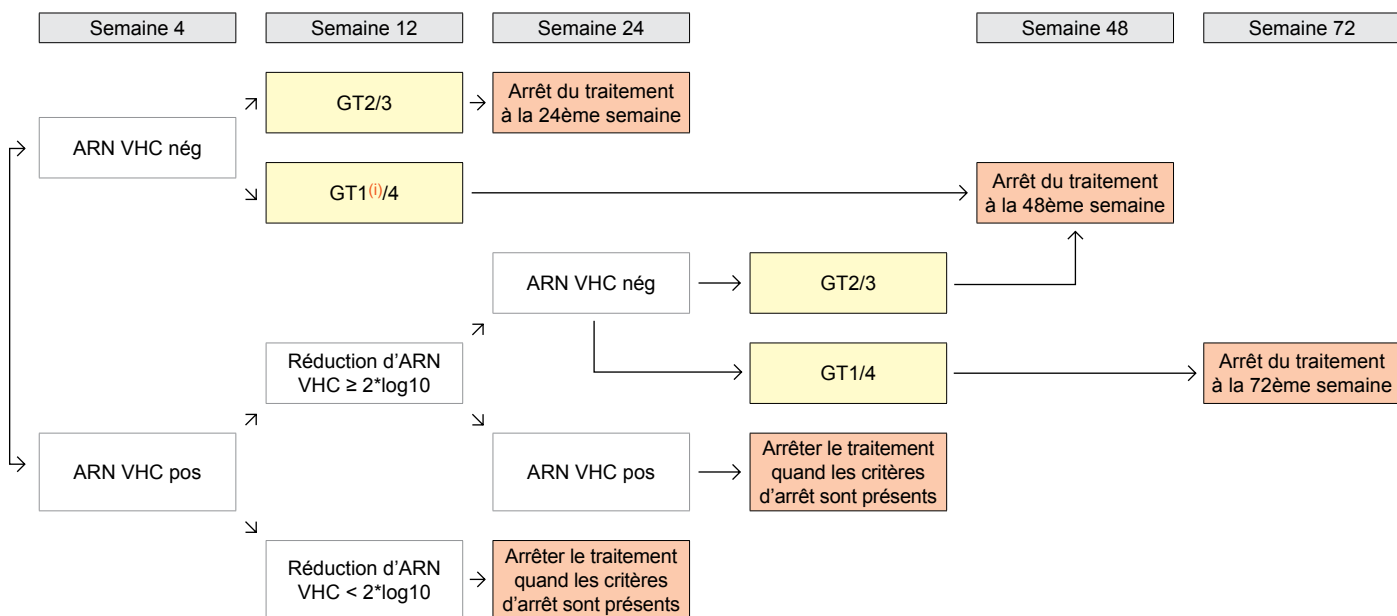 Semaine 4
Semaine 12
Semaine 24
Semaine 48
Semaine 72
GT2/3
Arrêt du traitement
à la 24ème semaine
ARN VHC nég
GT1(i)/4
Arrêt du traitement
à la 48ème semaine
ARN VHC nég
GT2/3
Réduction d’ARN
VHC ≥ 2*log10
GT1/4
Arrêt du traitement
à la 72ème semaine
ARN VHC pos
ARN VHC pos
Arrêter le traitement
quand les critères
d’arrêt sont présents
Réduction d’ARN
VHC < 2*log10
Arrêter le traitement
quand les critères
d’arrêt sont présents